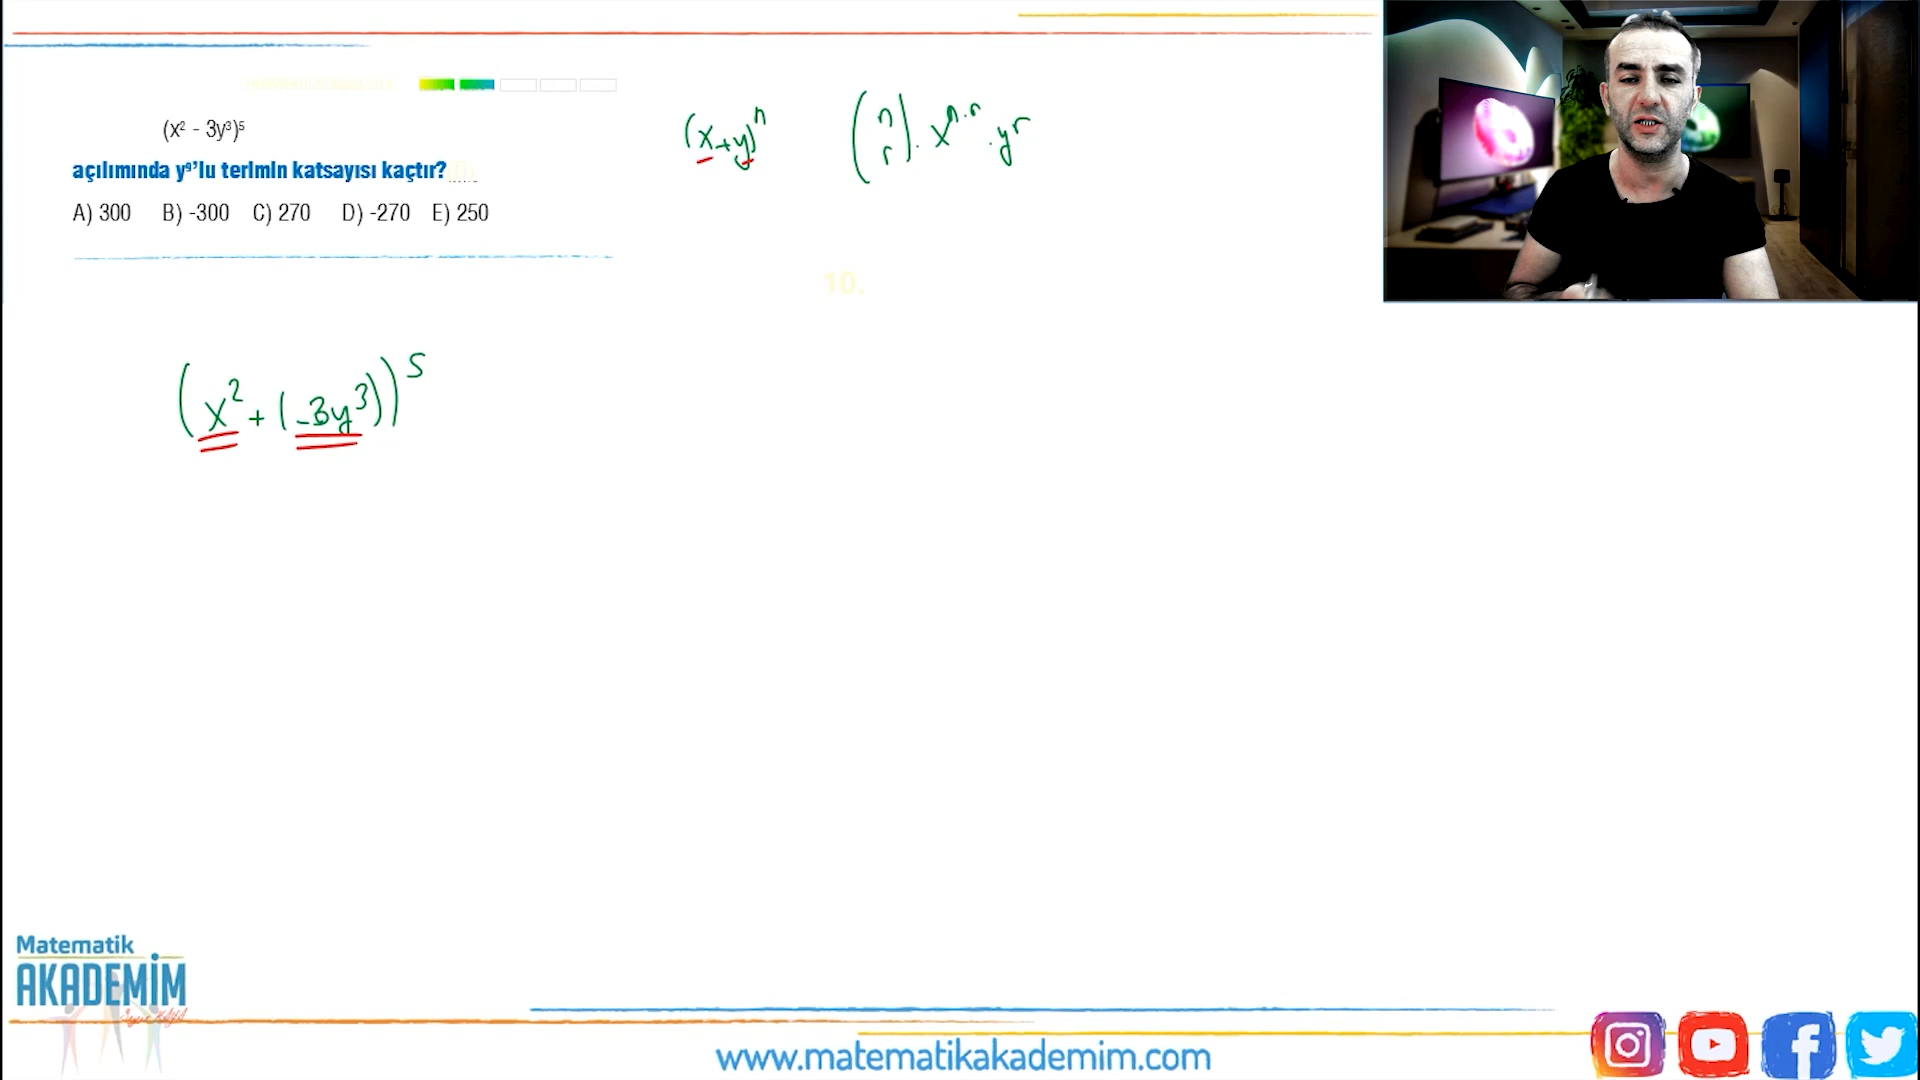 (x² - 3y³)⁵
açılımında y⁹'lu terimin katsayısı kaçtır?
A) 300 B) -300 C) 270 D) -270 E) 250
(x+y)ⁿ (n r) . xⁿ⁻ʳ . yʳ
10.
(x² + (-3y³))⁵
Matematik
AKADEMİM
www.matematikakademim.com